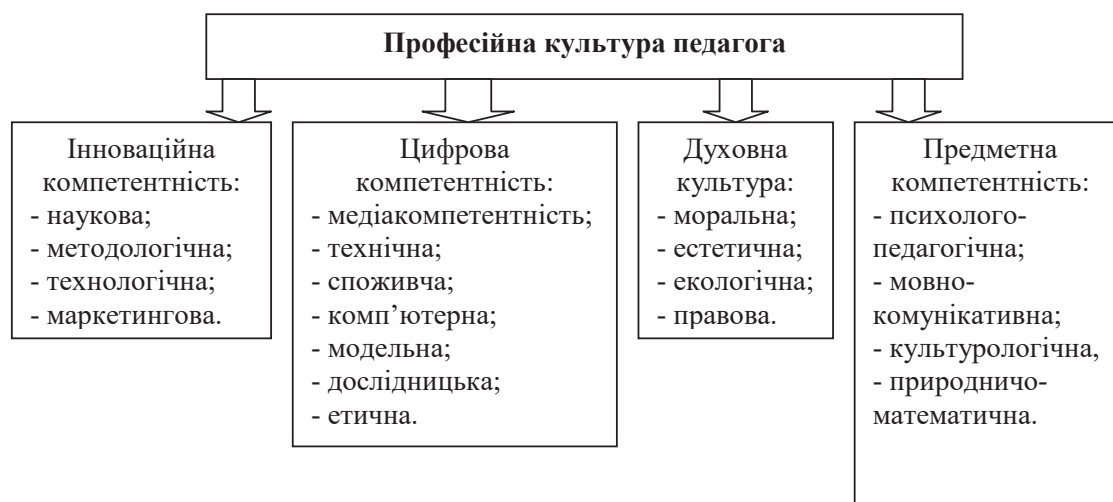 Професійна культура педагога
Інноваційна
компетентність:
- наукова;
- методологічна;
- технологічна;
- маркетингова.
Цифрова
компетентність:
- медіакомпетентність;
- технічна;
- споживча;
- комп’ютерна;
- модельна;
- дослідницька;
- етична.
Духовна
культура:
- моральна;
- естетична;
- екологічна;
- правова.
Предметна
компетентність:
- психолого-
педагогічна;
- мовно-
комунікативна;
- культурологічна,
- природничо-
математична.